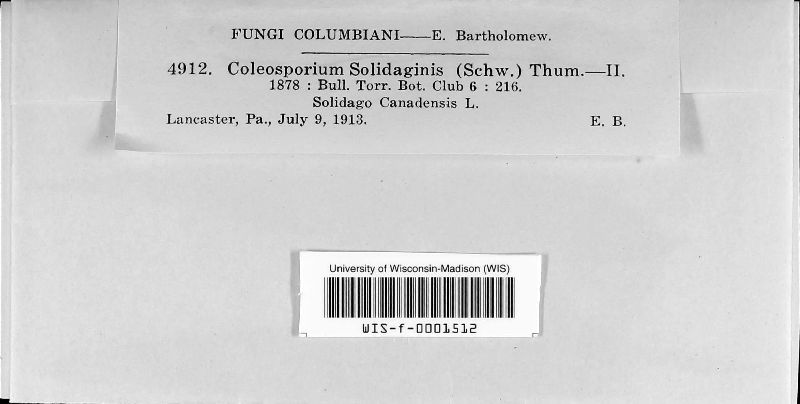 FUNGI COLUMBIANI—E. Bartholomew.
4912. Coleosporium Solidaginis (Schw.) Thum.—II.
1878 : Bull. Torr. Bot. Club 6 : 216.
Solidago Canadensis L.
Lancaster, Pa., July 9, 1913. E. B.
University of Wisconsin-Madison (WIS)
WIS-f-0001512